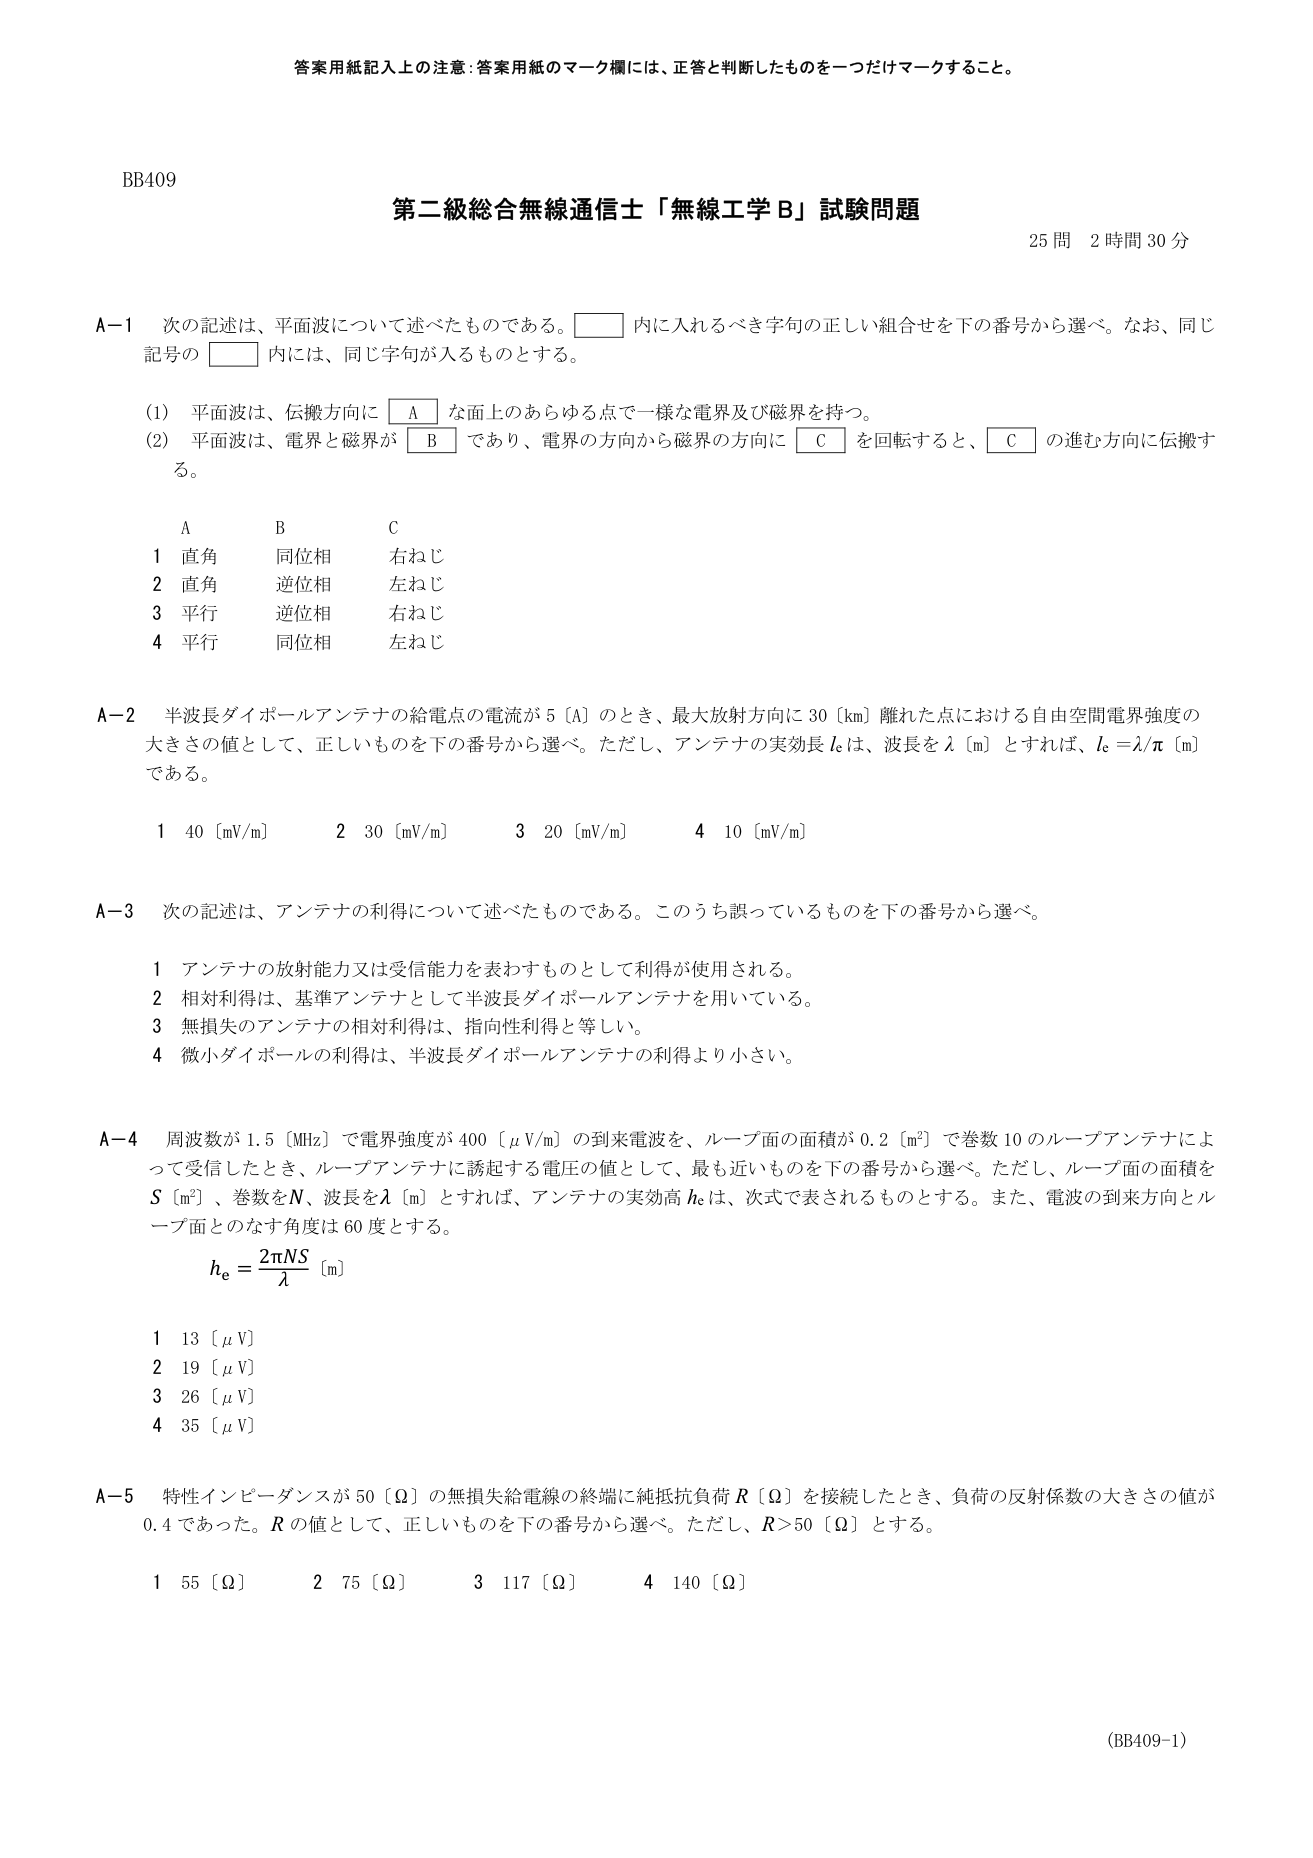 答案用紙記入上の注意:答案用紙のマーク欄には、正答と判断したものを一つだけマークすること。
BB409
第二級総合無線通信士「無線工学 B」試験問題
25 問　2 時間 30 分
A－1　次の記述は、平面波について述べたものである。　　内に入れるべき字句の正しい組合せを下の番号から選べ。なお、同じ
記号の　　内には、同じ字句が入るものとする。
(1)　平面波は、伝搬方向に A な面上のあらゆる点で一様な電界及び磁界を持つ。
(2)　平面波は、電界と磁界が B であり、電界の方向から磁界の方向に C を回転すると、 C の進む方向に伝搬す
る。
A　B　C
1　直角　同位相　右ねじ
2　直角　逆位相　左ねじ
3　平行　逆位相　右ねじ
4　平行　同位相　左ねじ
A－2　半波長ダイポールアンテナの給電点の電流が 5〔A〕のとき、最大放射方向に 30〔km〕離れた点における自由空間電界強度の
大きさの値として、正しいものを下の番号から選べ。ただし、アンテナの実効長 le は、波長を λ〔m〕とすれば、le ＝λ/π〔m〕
である。
1　40〔mV/m〕　2　30〔mV/m〕　3　20〔mV/m〕　4　10〔mV/m〕
A－3　次の記述は、アンテナの利得について述べたものである。このうち誤っているものを下の番号から選べ。
1　アンテナの放射能力又は受信能力を表わすものとして利得が使用される。
2　相対利得は、基準アンテナとして半波長ダイポールアンテナを用いている。
3　無損失のアンテナの相対利得は、指向性利得と等しい。
4　微小ダイポールの利得は、半波長ダイポールアンテナの利得より小さい。
A－4　周波数が 1.5〔MHz〕で電界強度が 400〔μV/m〕の到来電波を、ループ面の面積が 0.2〔m²〕で巻数 10 のループアンテナによ
って受信したとき、ループアンテナに誘起する電圧の値として、最も近いものを下の番号から選べ。ただし、ループ面の面積を
S〔m²〕、巻数をN、波長をλ〔m〕とすれば、アンテナの実効高 he は、次式で表されるものとする。また、電波の到来方向とル
ープ面とのなす角度は 60 度とする。
he = 2πNS/λ〔m〕
1　13〔μV〕
2　19〔μV〕
3　26〔μV〕
4　35〔μV〕
A－5　特性インピーダンスが 50〔Ω〕の無損失給電線の終端に純抵抗負荷 R〔Ω〕を接続したとき、負荷の反射係数の大きさの値が
0.4 であった。R の値として、正しいものを下の番号から選べ。ただし、R＞50〔Ω〕とする。
1　55〔Ω〕　2　75〔Ω〕　3　117〔Ω〕　4　140〔Ω〕
(BB409-1)